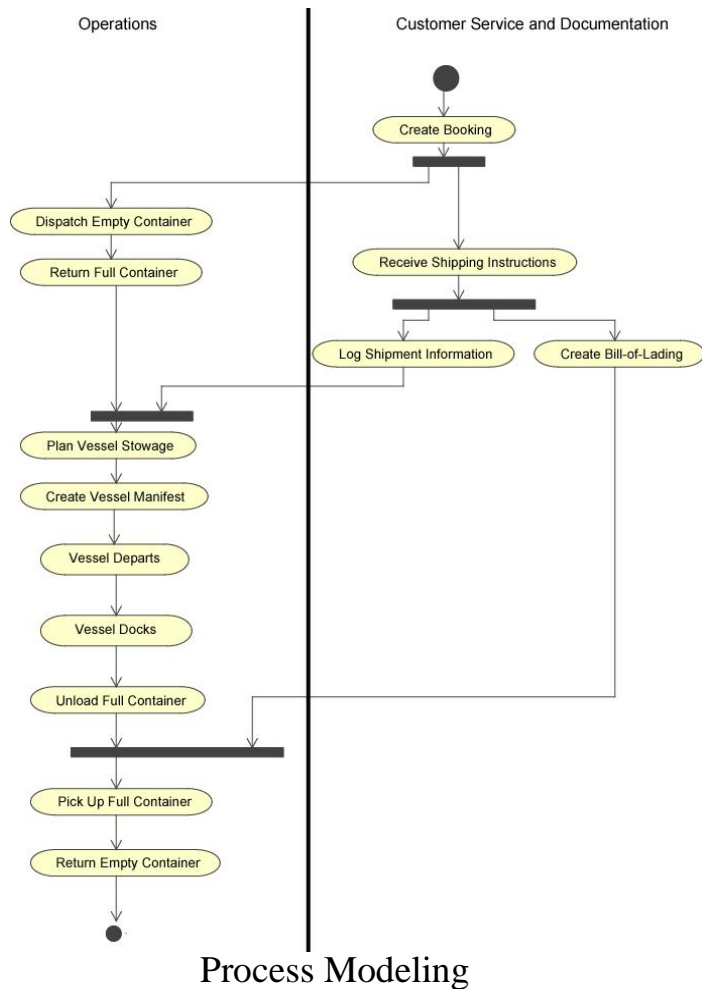 Operations
Customer Service and Documentation
Create Booking
Dispatch Empty Container
Return Full Container
Receive Shipping Instructions
Log Shipment Information
Create Bill-of-Lading
Plan Vessel Stowage
Create Vessel Manifest
Vessel Departs
Vessel Docks
Unload Full Container
Pick Up Full Container
Return Empty Container
Process Modeling